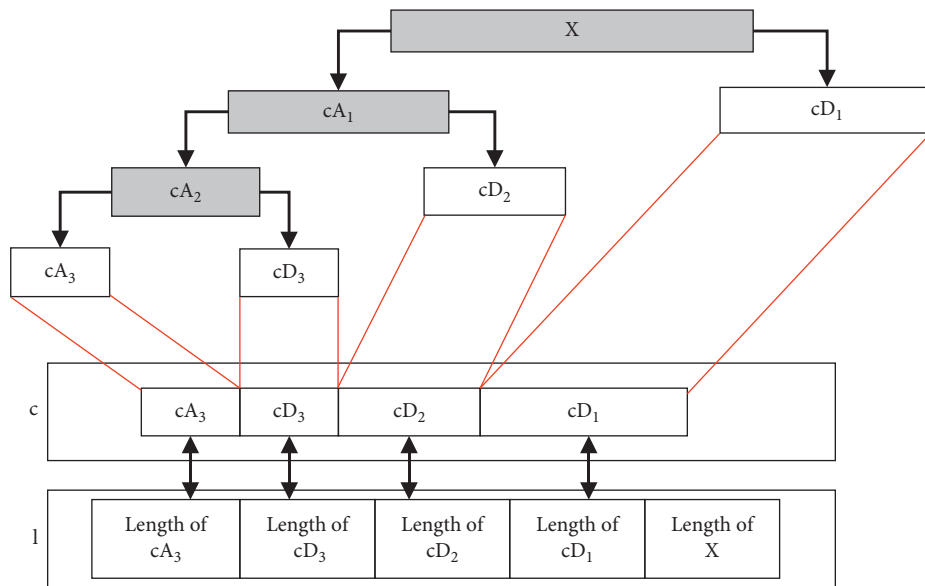 X
cA₁
cD₁
cA₂
cD₂
cA₃
cD₃
c
cA₃
cD₃
cD₂
cD₁
l
Length of
cA₃
Length of
cD₃
Length of
cD₂
Length of
cD₁
Length of
X